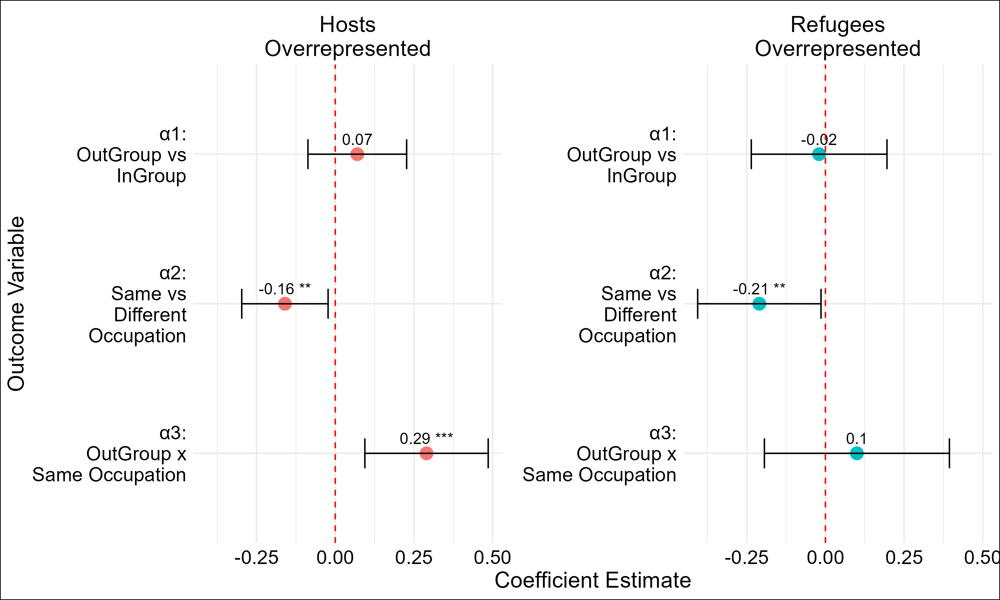 Hosts
Overrepresented
Refugees
Overrepresented
Outcome Variable
α1:
OutGroup vs
InGroup
0.07
α2:
Same vs
Different
Occupation
-0.16 **
α3:
OutGroup x
Same Occupation
0.29 ***
-0.25 0.00 0.25 0.50
α1:
OutGroup vs
InGroup
-0.02
α2:
Same vs
Different
Occupation
-0.21 **
α3:
OutGroup x
Same Occupation
0.1
-0.25 0.00 0.25 0.50
Coefficient Estimate